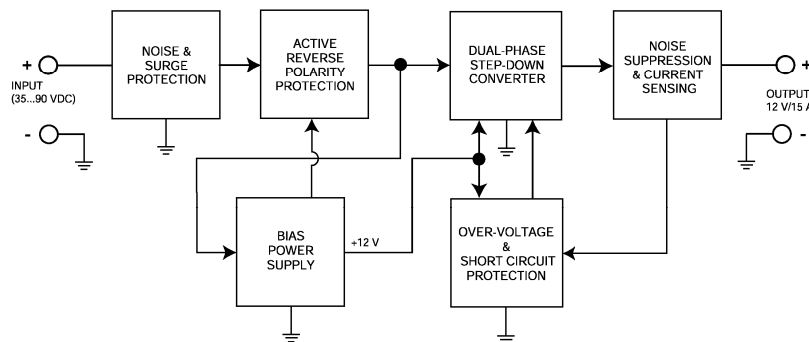 NOISE &
SURGE
PROTECTION
ACTIVE
REVERSE
POLARITY
PROTECTION
DUAL-PHASE
STEP-DOWN
CONVERTER
NOISE
SUPPRESSION
& CURRENT
SENSING
+
INPUT
(35...90 VDC)
-
+
OUTPUT
12 V/15 A
-
BIAS
POWER
SUPPLY
+12 V
OVER-VOLTAGE
&
SHORT CIRCUIT
PROTECTION